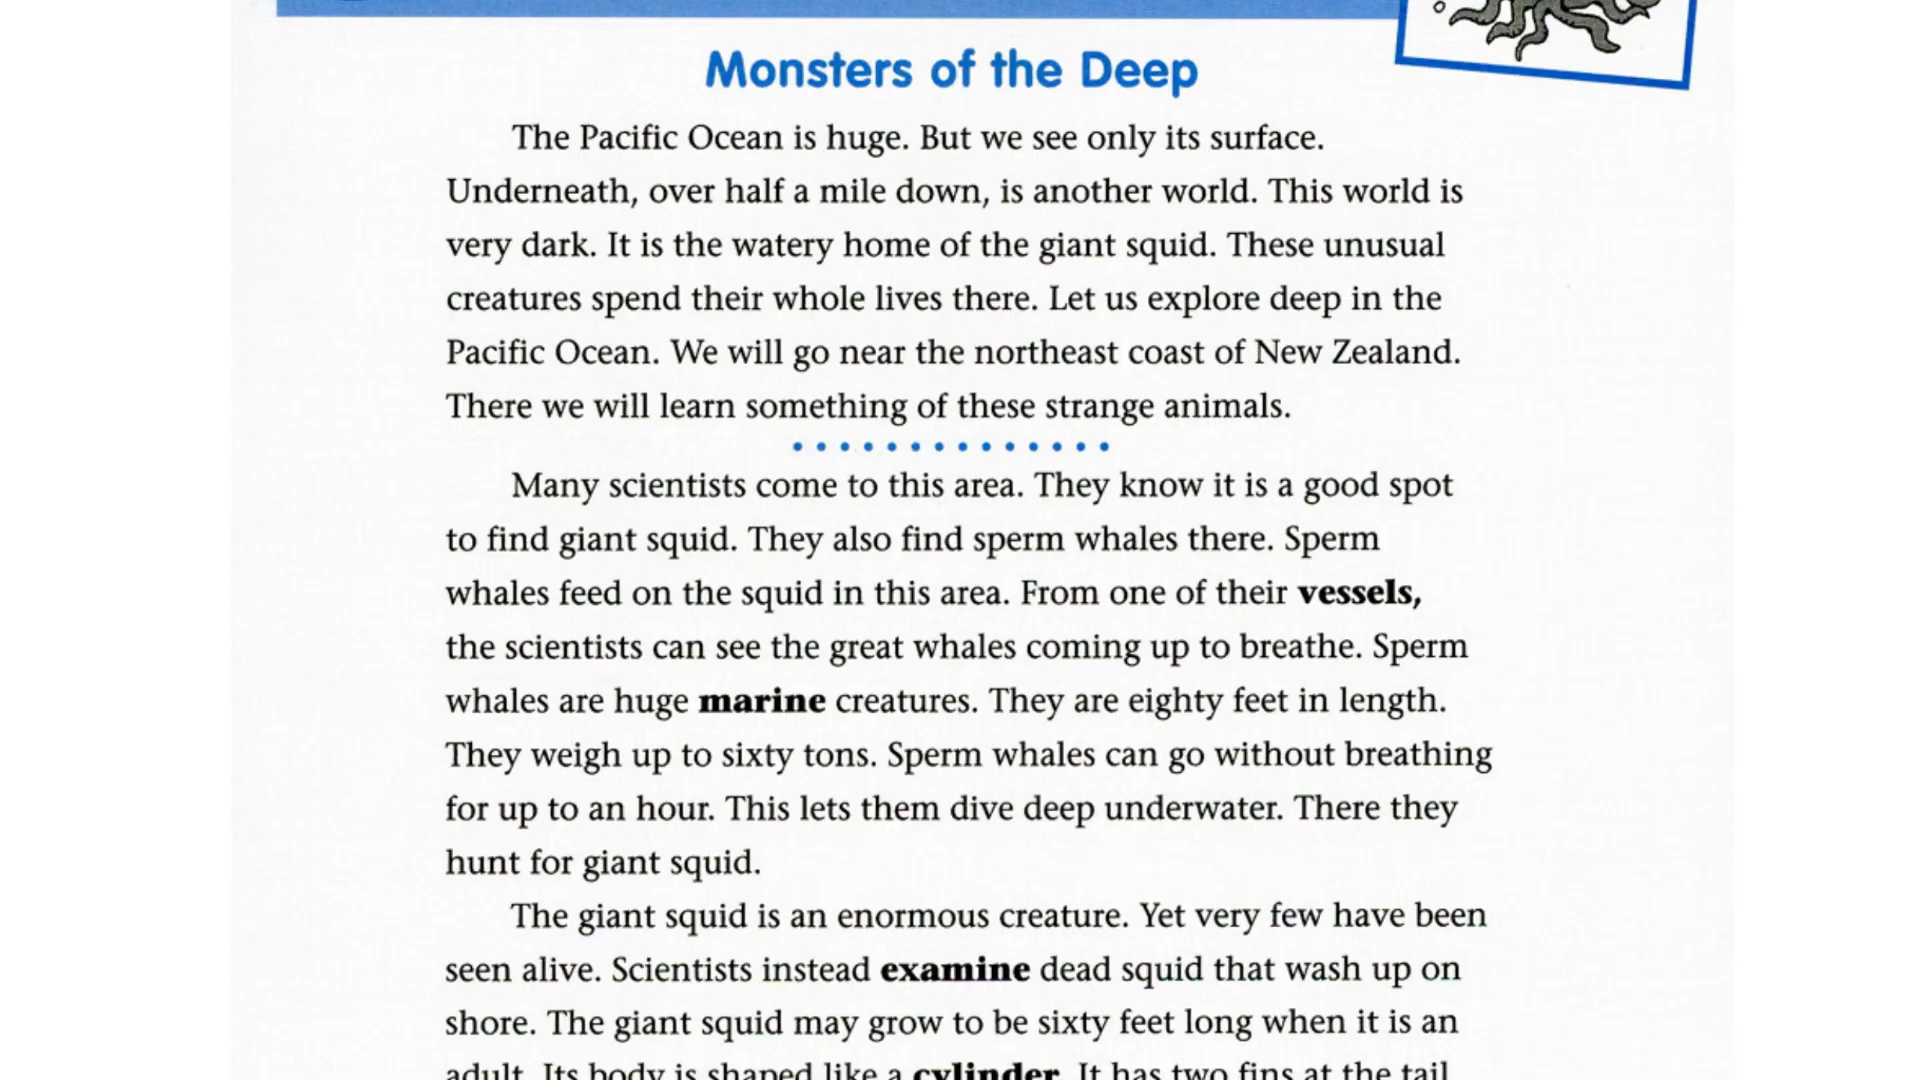 Monsters of the Deep
The Pacific Ocean is huge. But we see only its surface.
Underneath, over half a mile down, is another world. This world is
very dark. It is the watery home of the giant squid. These unusual
creatures spend their whole lives there. Let us explore deep in the
Pacific Ocean. We will go near the northeast coast of New Zealand.
There we will learn something of these strange animals.
Many scientists come to this area. They know it is a good spot
to find giant squid. They also find sperm whales there. Sperm
whales feed on the squid in this area. From one of their vessels,
the scientists can see the great whales coming up to breathe. Sperm
whales are huge marine creatures. They are eighty feet in length.
They weigh up to sixty tons. Sperm whales can go without breathing
for up to an hour. This lets them dive deep underwater. There they
hunt for giant squid.
The giant squid is an enormous creature. Yet very few have been
seen alive. Scientists instead examine dead squid that wash up on
shore. The giant squid may grow to be sixty feet long when it is an
adult. Its body is shaped like a cylinder. It has two fins at the tail